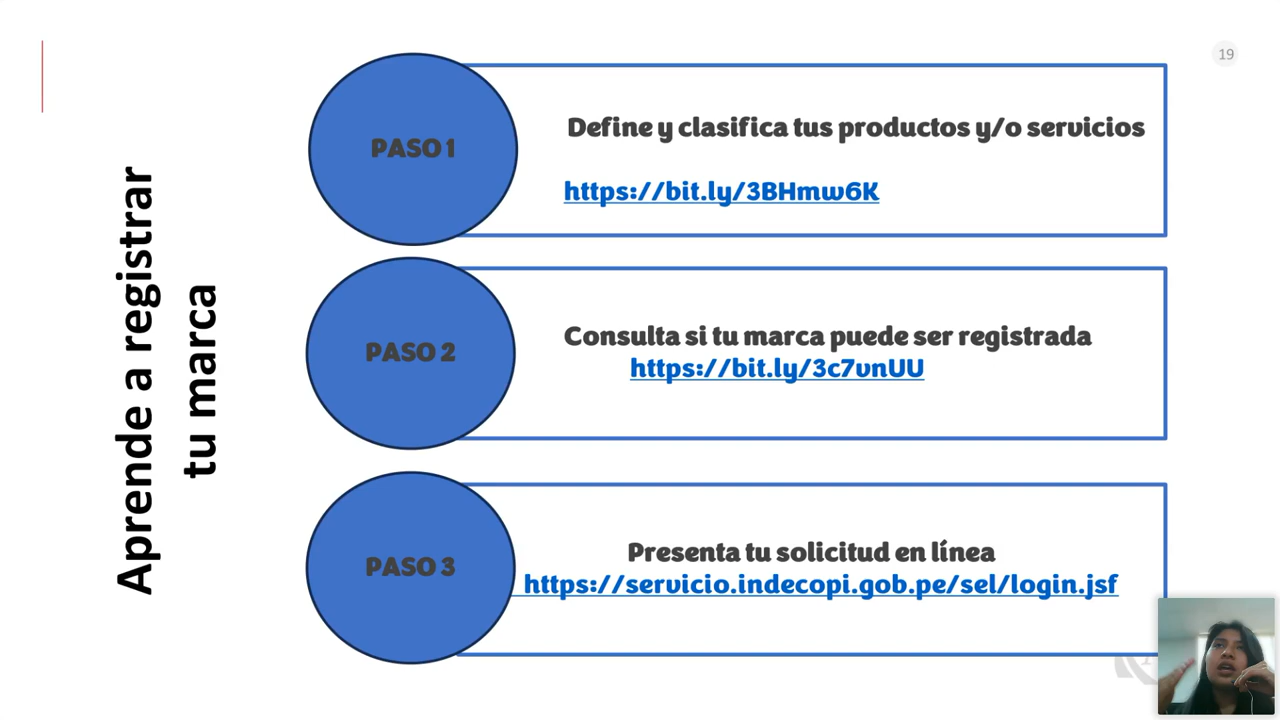 19
Aprende a registrar
tu marca
PASO 1
Define y clasifica tus productos y/o servicios
https://bit.ly/3BHmw6K
PASO 2
Consulta si tu marca puede ser registrada
https://bit.ly/3c7vnUU
PASO 3
Presenta tu solicitud en línea
https://servicio.indecopi.gob.pe/sel/login.jsf